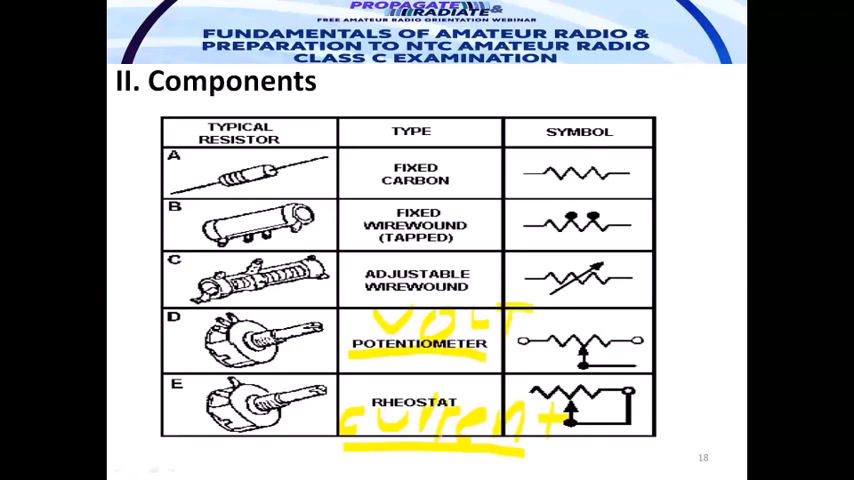 PROPAGATE &
RADIATE
FREE AMATEUR RADIO ORIENTATION WEBINAR
FUNDAMENTALS OF AMATEUR RADIO &
PREPARATION TO NTC AMATEUR RADIO
CLASS C EXAMINATION
II. Components
TYPICAL
RESISTOR
TYPE
SYMBOL
A
FIXED
CARBON
B
FIXED
WIREWOUND
(TAPPED)
C
ADJUSTABLE
WIREWOUND
D
VOLT
POTENTIOMETER
E
RHEOSTAT
current
18